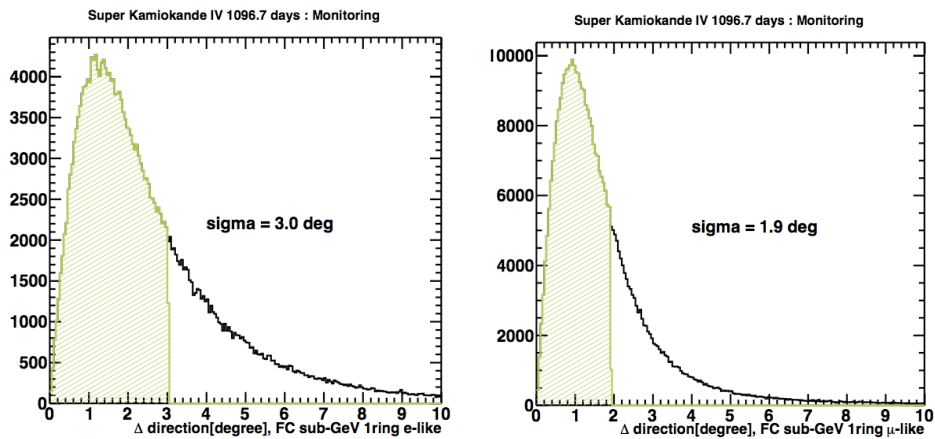 Super Kamiokande IV 1096.7 days : Monitoring
4000
3500
3000
2500
2000
1500
1000
500
0
sigma = 3.0 deg
0 1 2 3 4 5 6 7 8 9 10
Δ direction[degree], FC sub-GeV 1ring e-like
Super Kamiokande IV 1096.7 days : Monitoring
10000
8000
6000
4000
2000
0
sigma = 1.9 deg
0 1 2 3 4 5 6 7 8 9 10
Δ direction[degree], FC sub-GeV 1ring μ-like